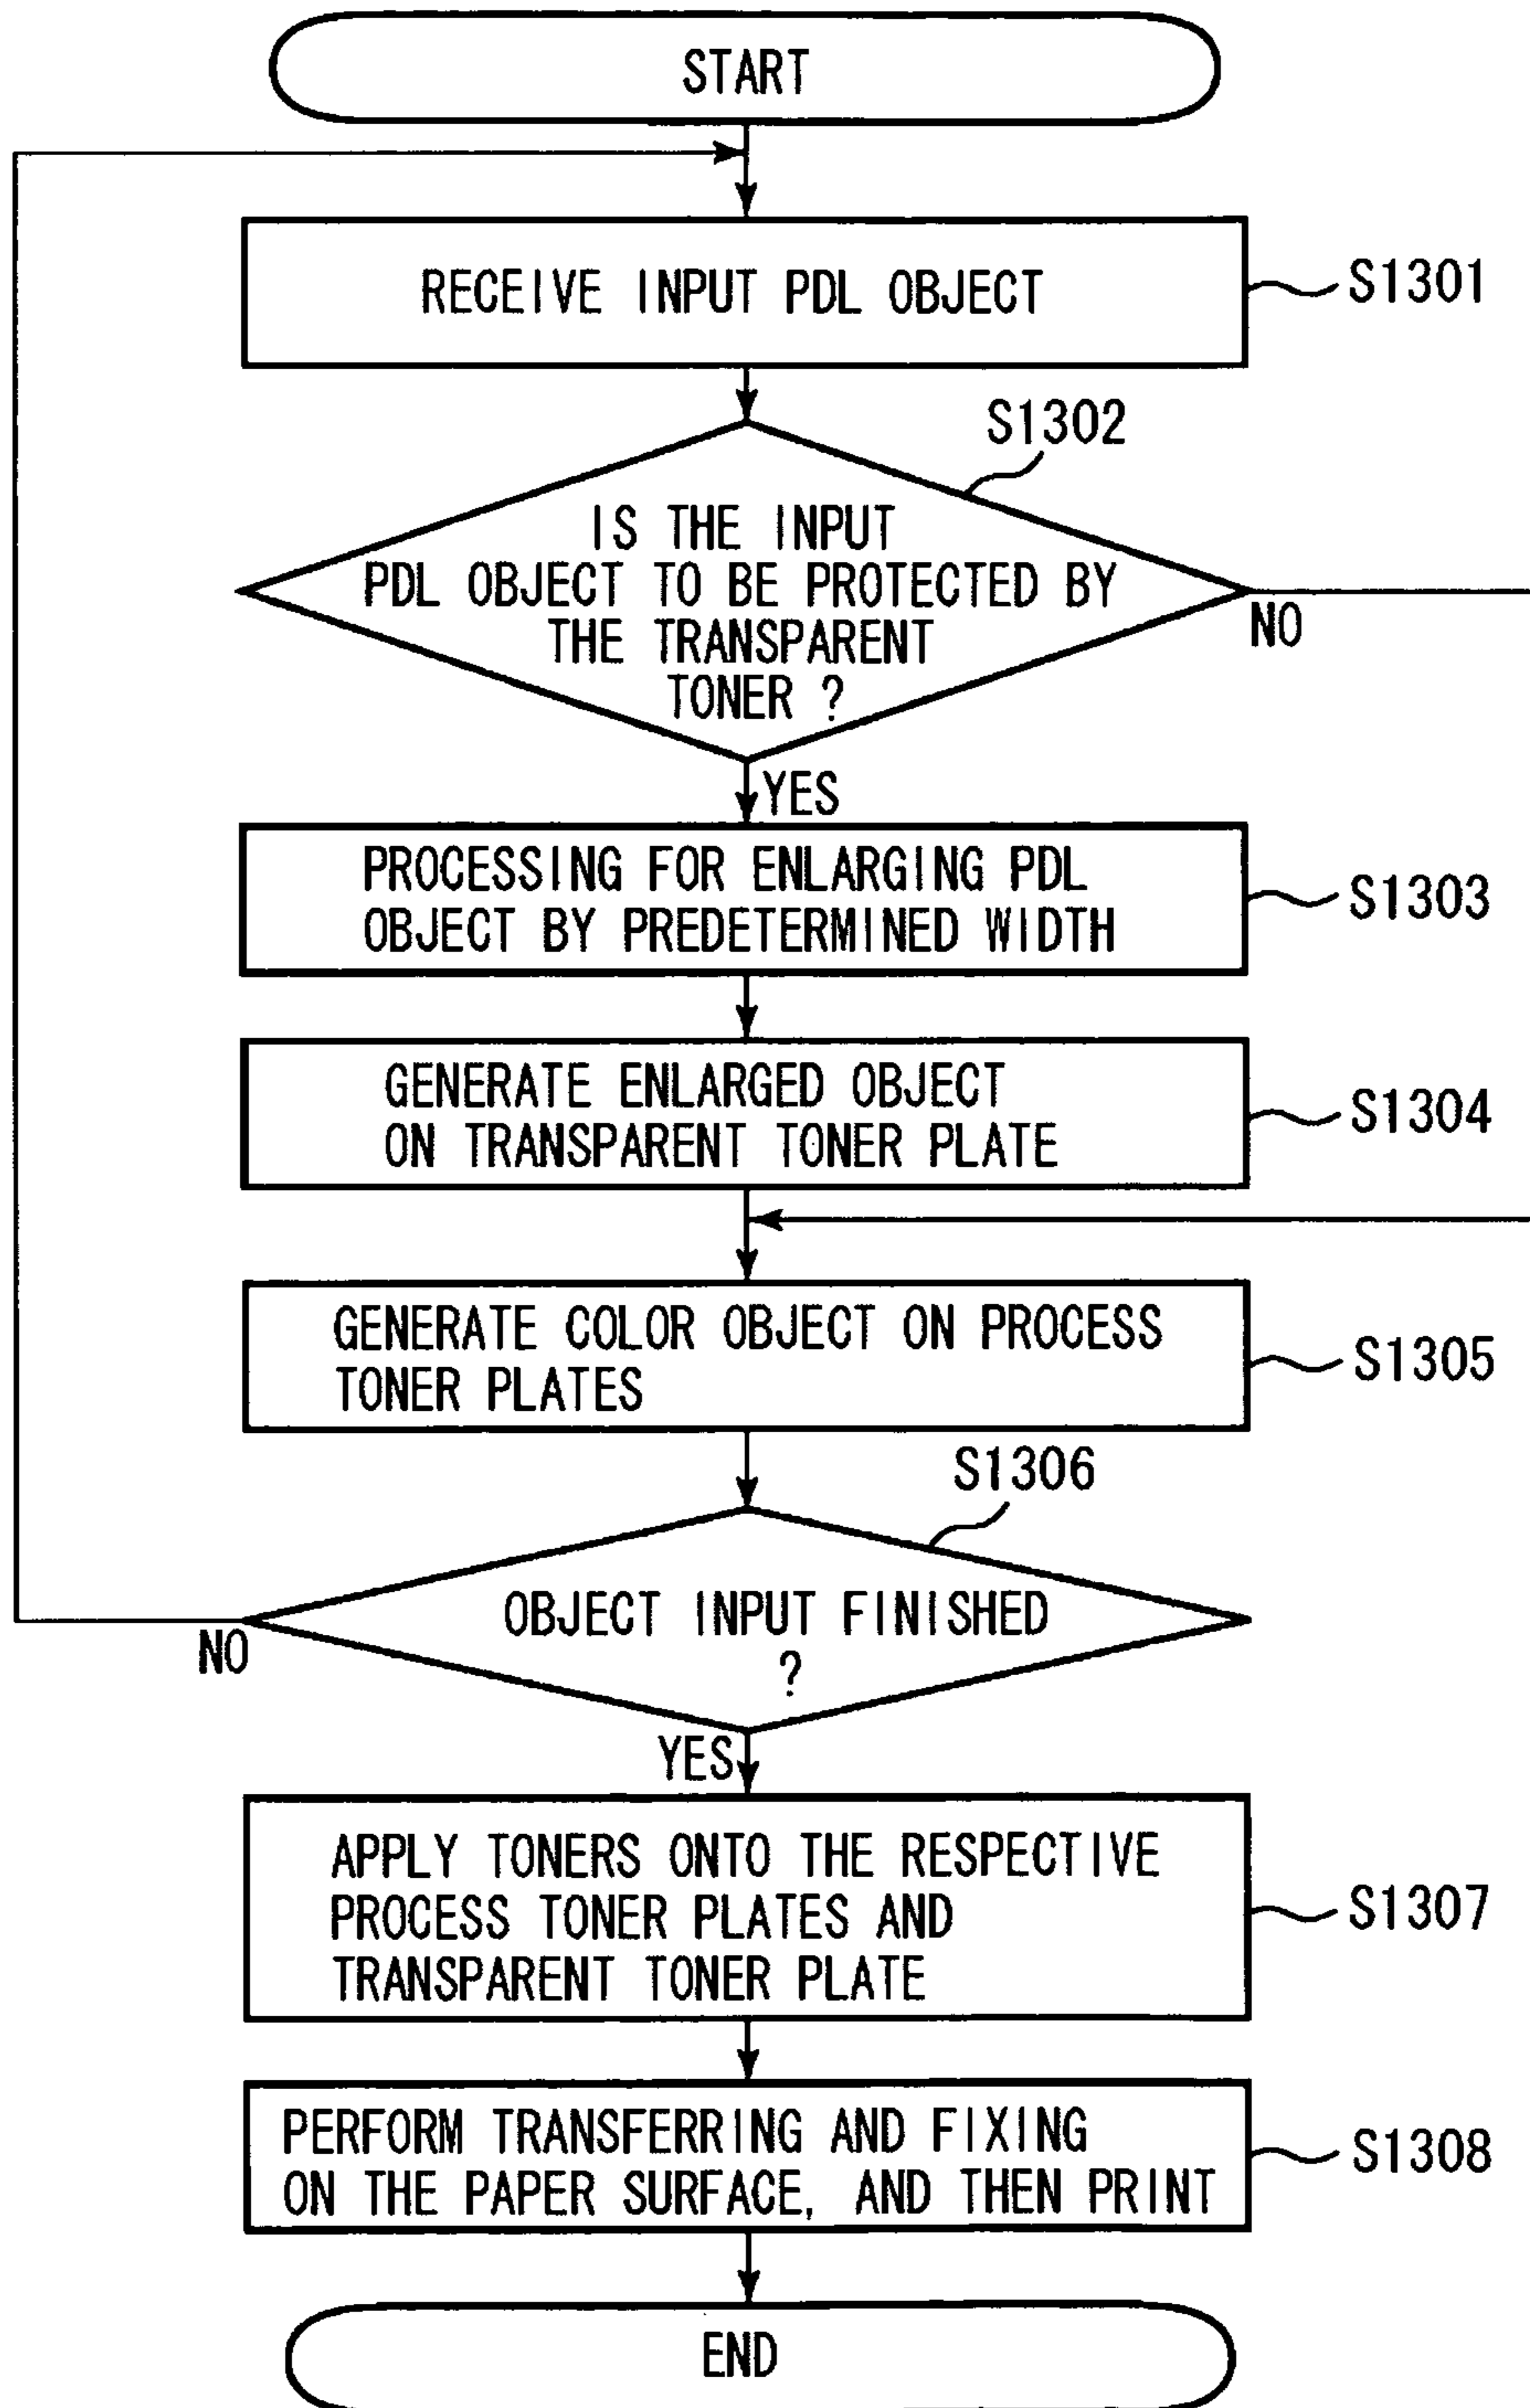 START
RECEIVE INPUT PDL OBJECT
S1301
S1302
IS THE INPUT
PDL OBJECT TO BE PROTECTED BY
THE TRANSPARENT
TONER ?
NO
YES
PROCESSING FOR ENLARGING PDL
OBJECT BY PREDETERMINED WIDTH
S1303
GENERATE ENLARGED OBJECT
ON TRANSPARENT TONER PLATE
S1304
GENERATE COLOR OBJECT ON PROCESS
TONER PLATES
S1305
S1306
OBJECT INPUT FINISHED
?
NO
YES
APPLY TONERS ONTO THE RESPECTIVE
PROCESS TONER PLATES AND
TRANSPARENT TONER PLATE
S1307
PERFORM TRANSFERRING AND FIXING
ON THE PAPER SURFACE, AND THEN PRINT
S1308
END